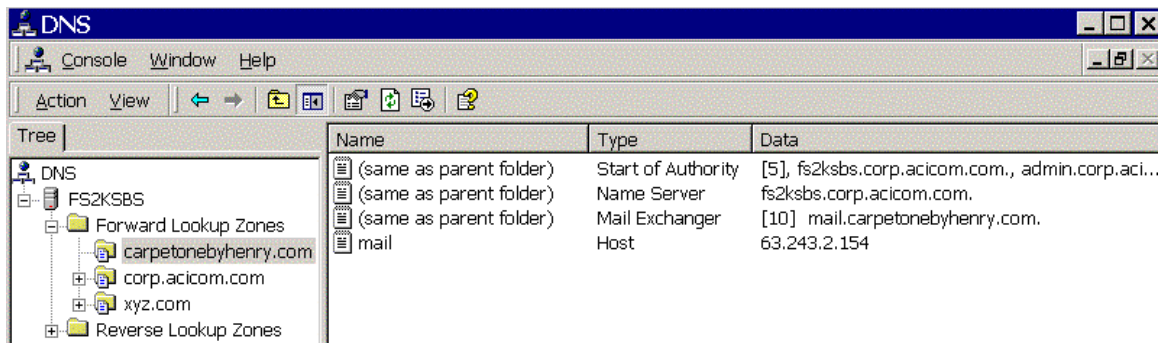 DNS
Console Window Help
Action View
Tree
Name Type Data
DNS
FS2KSBS
Forward Lookup Zones
carpetonebyhenry.com
corp.acicom.com
xyz.com
Reverse Lookup Zones
(same as parent folder) Start of Authority [5], fs2ksbs.corp.acicom.com., admin.corp.aci...
(same as parent folder) Name Server fs2ksbs.corp.acicom.com.
(same as parent folder) Mail Exchanger [10] mail.carpetonebyhenry.com.
mail Host 63.243.2.154